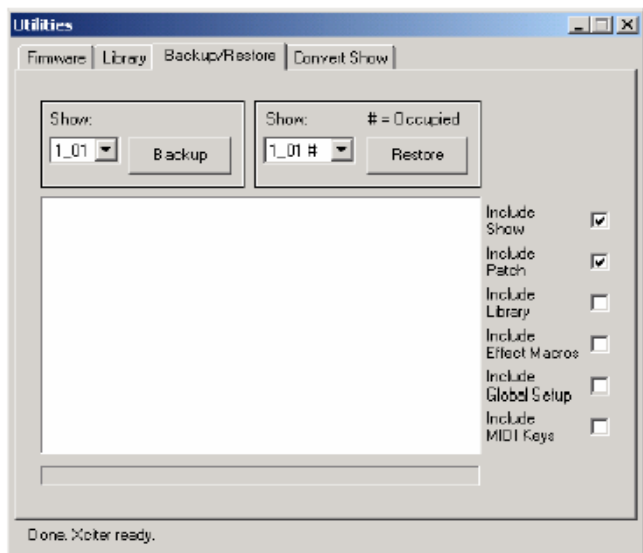 Utilities
Firmware Library Backup/Restore Convert Show
Show:
1_01
Backup
Show: # = Occupied
1_01 #
Restore
Include
Show
Include
Patch
Include
Library
Include
Effect Macros
Include
Global Setup
Include
MIDI Keys
Done. Xciter ready.